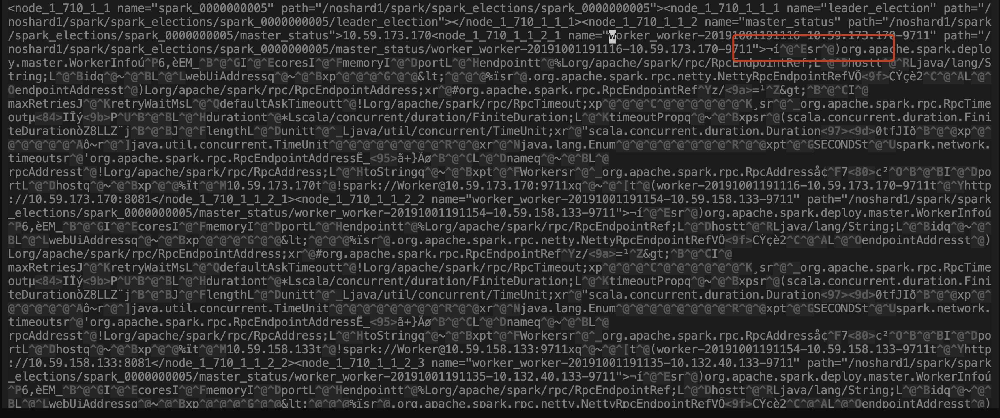 <node_1_710_1_1 name="spark_0000000005" path="/noshard1/spark/spark_elections/spark_0000000005"><node_1_710_1_1_1 name="leader_election" path="/
noshard1/spark/spark_elections/spark_0000000005/leader_election"></node_1_710_1_1_1><node_1_710_1_1_2 name="master_status" path="/noshard1/spark
/spark_elections/spark_0000000005/master_status">10.59.173.170<node_1_710_1_1_2_1 name="worker_worker-20191001191116-10.59.173.170-9711" path="/
noshard1/spark/spark_elections/spark_0000000005/master_status/worker_worker-20191001191116-10.59.173.170-9711">¬í^@^Esr^@)org.apache.spark.deplo
y.master.WorkerInfoú^P6,èEM_^B^@^GI^@^EcoresI^@^FmemoryI^@^DportL^@^Hendpointt^@%Lorg/apache/spark/rpc/RpcEndpointRef;L^@^Dhostt^@^RLjava/lang/S
tring;L^@^Bidq^@~^@^BL^@^LwebUiAddressq^@~^@^Bxp^@^@^@^G^@^@&lt;^@^@^@%ïsr^@.org.apache.spark.rpc.netty.NettyRpcEndpointRefVÕ<9f>CÝçè2^C^@^AL^@^
OendpointAddresst^@)Lorg/apache/spark/rpc/RpcEndpointAddress;xr^@#org.apache.spark.rpc.RpcEndpointRef^Yz/<9a>=¹^Z&gt;^B^@^CI^@
maxRetriesJ^@^KretryWaitMsL^@^QdefaultAskTimeoutt^@!Lorg/apache/spark/rpc/RpcTimeout;xp^@^@^@^C^@^@^@^@^@^@^K¸sr^@^_org.apache.spark.rpc.RpcTime
outµ<84>IÎý<9b>P^U^B^@^BL^@^Hdurationt^@*Lscala/concurrent/duration/FiniteDuration;L^@^KtimeoutPropq^@~^@^Bxpsr^@(scala.concurrent.duration.Fini
teDurationòZ8LLZ¨j^B^@^BJ^@^FlengthL^@^Dunitt^@^_Ljava/util/concurrent/TimeUnit;xr^@"scala.concurrent.duration.Duration<97><9d>0tfJIð^B^@^@xp^@^
@^@^@^@^@^@^Aô~r^@^]java.util.concurrent.TimeUnit^@^@^@^@^@^@^@^@^R^@^@xr^@^Njava.lang.Enum^@^@^@^@^@^@^@^@^R^@^@xpt^@^GSECONDSt^@^Uspark.network.
timeoutsr^@'org.apache.spark.rpc.RpcEndpointAddressË_<95>ã+}Ãø^B^@^CL^@^Dnameq^@~^@^BL^@
rpcAddresst^@!Lorg/apache/spark/rpc/RpcAddress;L^@^HtoStringq^@~^@^Bxpt^@^FWorkersr^@^_org.apache.spark.rpc.RpcAddresså¢^F7<80>c²^O^B^@^BI^@^Dpo
rtL^@^Dhostq^@~^@^Bxp^@^@%ït^@^M10.59.173.170t^@!spark://Worker@10.59.173.170:9711xq^@~^@^[t^@(worker-20191001191116-10.59.173.170-9711t^@^Yhttp
://10.59.173.170:8081</node_1_710_1_1_2_1><node_1_710_1_1_2_2 name="worker_worker-20191001191154-10.59.158.133-9711" path="/noshard1/spark/spark
_elections/spark_0000000005/master_status/worker_worker-20191001191154-10.59.158.133-9711">¬í^@^Esr^@)org.apache.spark.deploy.master.WorkerInfoú
^P6,èEM_^B^@^GI^@^EcoresI^@^FmemoryI^@^DportL^@^Hendpointt^@%Lorg/apache/spark/rpc/RpcEndpointRef;L^@^Dhostt^@^RLjava/lang/String;L^@^Bidq^@~^@^
BL^@^LwebUiAddressq^@~^@^Bxp^@^@^@^G^@^@&lt;^@^@^@%ïsr^@.org.apache.spark.rpc.netty.NettyRpcEndpointRefVÕ<9f>CÝçè2^C^@^AL^@^OendpointAddresst^@)
Lorg/apache/spark/rpc/RpcEndpointAddress;xr^@#org.apache.spark.rpc.RpcEndpointRef^Yz/<9a>=¹^Z&gt;^B^@^CI^@
maxRetriesJ^@^KretryWaitMsL^@^QdefaultAskTimeoutt^@!Lorg/apache/spark/rpc/RpcTimeout;xp^@^@^@^C^@^@^@^@^@^@^K¸sr^@^_org.apache.spark.rpc.RpcTime
outµ<84>IÎý<9b>P^U^B^@^BL^@^Hdurationt^@*Lscala/concurrent/duration/FiniteDuration;L^@^KtimeoutPropq^@~^@^Bxpsr^@(scala.concurrent.duration.Fini
teDurationòZ8LLZ¨j^B^@^BJ^@^FlengthL^@^Dunitt^@^_Ljava/util/concurrent/TimeUnit;xr^@"scala.concurrent.duration.Duration<97><9d>0tfJIð^B^@^@xp^@^
@^@^@^@^@^@^Aô~r^@^]java.util.concurrent.TimeUnit^@^@^@^@^@^@^@^@^R^@^@xr^@^Njava.lang.Enum^@^@^@^@^@^@^@^@^R^@^@xpt^@^GSECONDSt^@^Uspark.network.
timeoutsr^@'org.apache.spark.rpc.RpcEndpointAddressË_<95>ã+}Ãø^B^@^CL^@^Dnameq^@~^@^BL^@
rpcAddresst^@!Lorg/apache/spark/rpc/RpcAddress;L^@^HtoStringq^@~^@^Bxpt^@^FWorkersr^@^_org.apache.spark.rpc.RpcAddresså¢^F7<80>c²^O^B^@^BI^@^Dpo
rtL^@^Dhostq^@~^@^Bxp^@^@%ït^@^M10.59.158.133t^@!spark://Worker@10.59.158.133:9711xq^@~^@^[t^@(worker-20191001191154-10.59.158.133-9711t^@^Yhttp
://10.59.158.133:8081</node_1_710_1_1_2_2><node_1_710_1_1_2_3 name="worker_worker-20191001191135-10.132.40.133-9711" path="/noshard1/spark/spark
_elections/spark_0000000005/master_status/worker_worker-20191001191135-10.132.40.133-9711">¬í^@^Esr^@)org.apache.spark.deploy.master.WorkerInfoú
^P6,èEM_^B^@^GI^@^EcoresI^@^FmemoryI^@^DportL^@^Hendpointt^@%Lorg/apache/spark/rpc/RpcEndpointRef;L^@^Dhostt^@^RLjava/lang/String;L^@^Bidq^@~^@^
BL^@^LwebUiAddressq^@~^@^Bxp^@^@^@^G^@^@&lt;^@^@^@%ïsr^@.org.apache.spark.rpc.netty.NettyRpcEndpointRefVÕ<9f>CÝçè2^C^@^AL^@^OendpointAddresst^@)